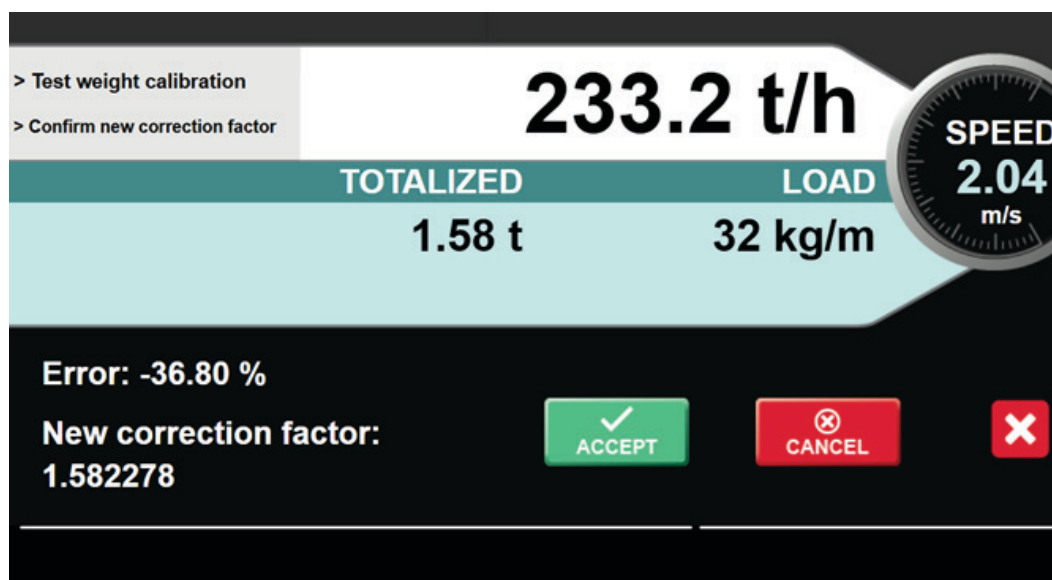 > Test weight calibration
> Confirm new correction factor
233.2 t/h
SPEED
2.04
m/s
TOTALIZED LOAD
1.58 t 32 kg/m
Error: -36.80 %
New correction factor:
1.582278
ACCEPT
CANCEL